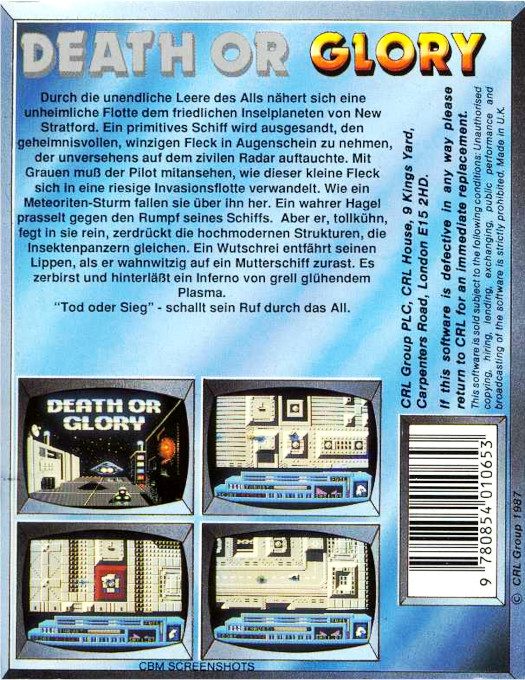 DEATH OR GLORY
Durch die unendliche Leere des Alls nähert sich eine
unheimliche Flotte dem friedlichen Inselplaneten von New
Stratford. Ein primitives Schiff wird ausgesandt, den
geheimnisvollen, winzigen Fleck in Augenschein zu nehmen,
der unversehens auf dem zivilen Radar auftauchte. Mit
Grauen muß der Pilot mitansehen, wie dieser kleine Fleck
sich in eine riesige Invasionsflotte verwandelt. Wie ein
Meteoriten-Sturm fallen sie über ihn her. Ein wahrer Hagel
prasselt gegen den Rumpf seines Schiffs. Aber er, tollkühn,
fegt in sie rein, zerdrückt die hochmodernen Strukturen, die
Insektenpanzern gleichen. Ein Wutschrei entfährt seinen
Lippen, als er wahnwitzig auf ein Mutterschiff zurast. Es
zerbirst und hinterläßt ein Inferno von grell glühendem
Plasma.
"Tod oder Sieg" - schallt sein Ruf durch das All.
CRL Group PLC, CRL House, 9 Kings Yard,
Carpenters Road, London E15 2HD.
If this software is defective in any way please
return to CRL for an immediate replacement.
This software is sold subject to the following conditions: Unauthorised
copying, hiring, lending, exchanging, public performance and
broadcasting of the software is strictly prohibited. Made in U.K.
DEATH OR
GLORY
9 780854 010653
© CRL Group 1987
CBM SCREENSHOTS